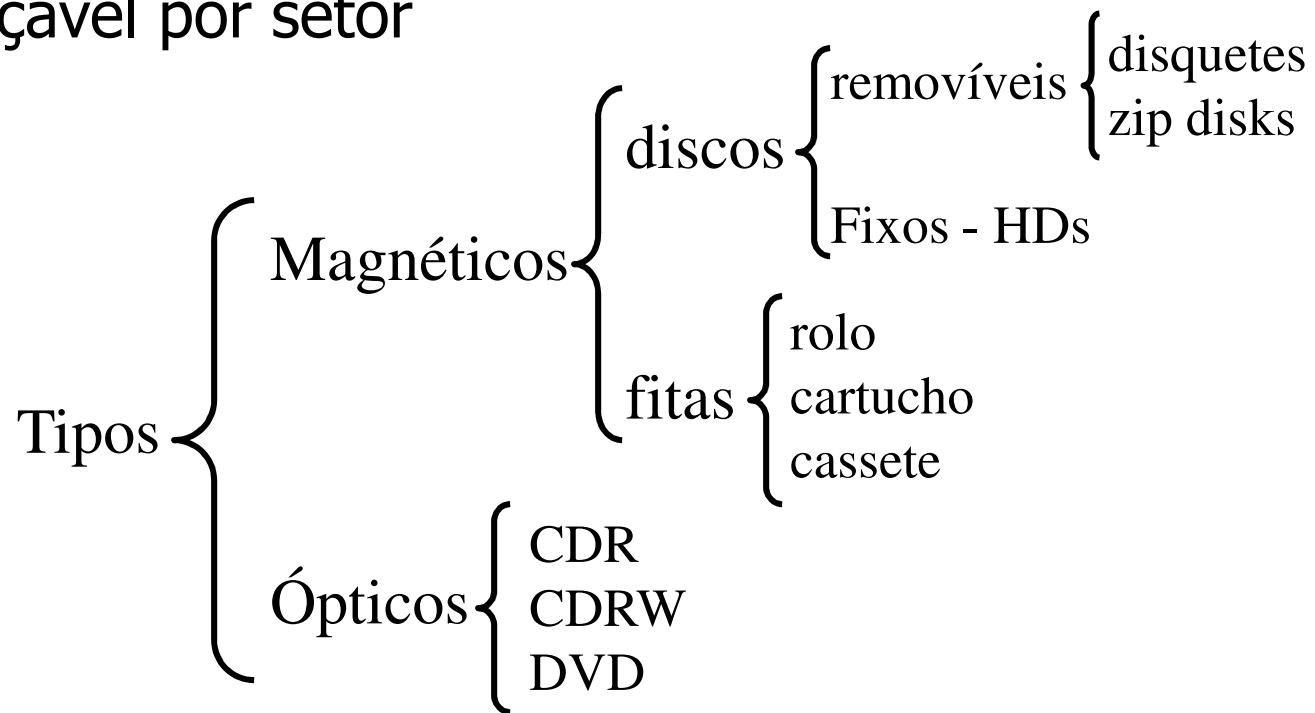 çável por setor
Tipos
Magnéticos
discos
removíveis
disquetes
zip disks
Fixos - HDs
fitas
rolo
cartucho
cassete
Ópticos
CDR
CDRW
DVD